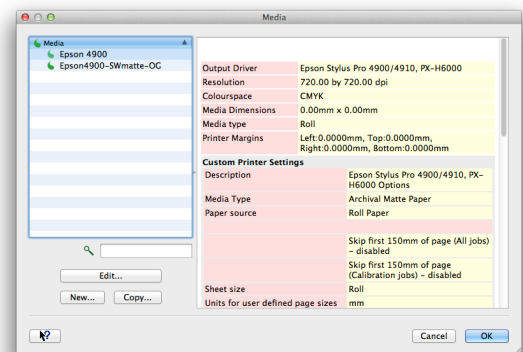 Media
Media
Epson 4900
Epson4900-SWmatte-OG
Edit...
New... Copy...
Output Driver Epson Stylus Pro 4900/4910, PX-H6000
Resolution 720.00 by 720.00 dpi
Colourspace CMYK
Media Dimensions 0.00mm x 0.00mm
Media type Roll
Printer Margins Left:0.0000mm, Top:0.0000mm,
Right:0.0000mm, Bottom:0.0000mm
Custom Printer Settings
Description Epson Stylus Pro 4900/4910, PX-
H6000 Options
Media Type Archival Matte Paper
Paper source Roll Paper
Skip first 150mm of page (All jobs)
- disabled
Skip first 150mm of page
(Calibration jobs) - disabled
Sheet size Roll
Units for user defined page sizes mm
?
Cancel OK